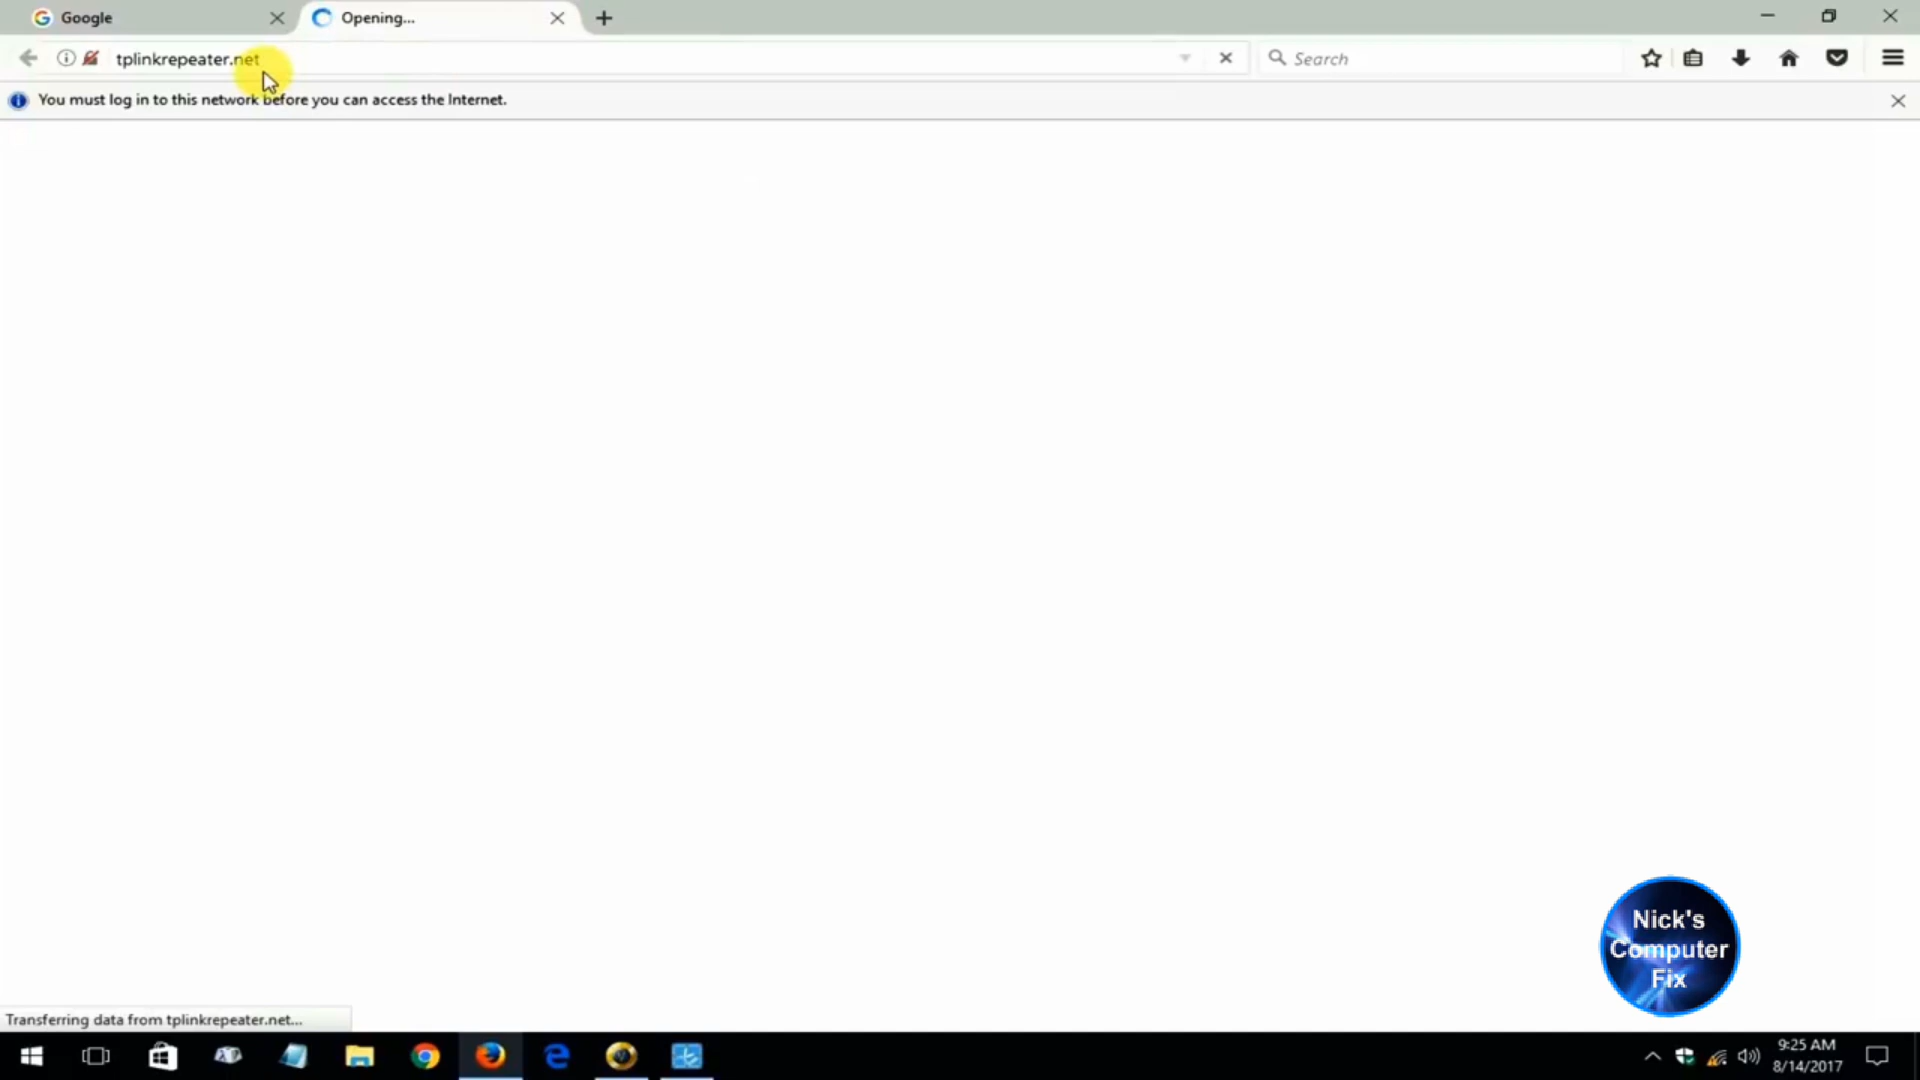 Google
Opening...
tplinkrepeater.net
Search
You must log in to this network before you can access the Internet.
Nick's
Computer
Fix
Transferring data from tplinkrepeater.net...
9:25 AM
8/14/2017